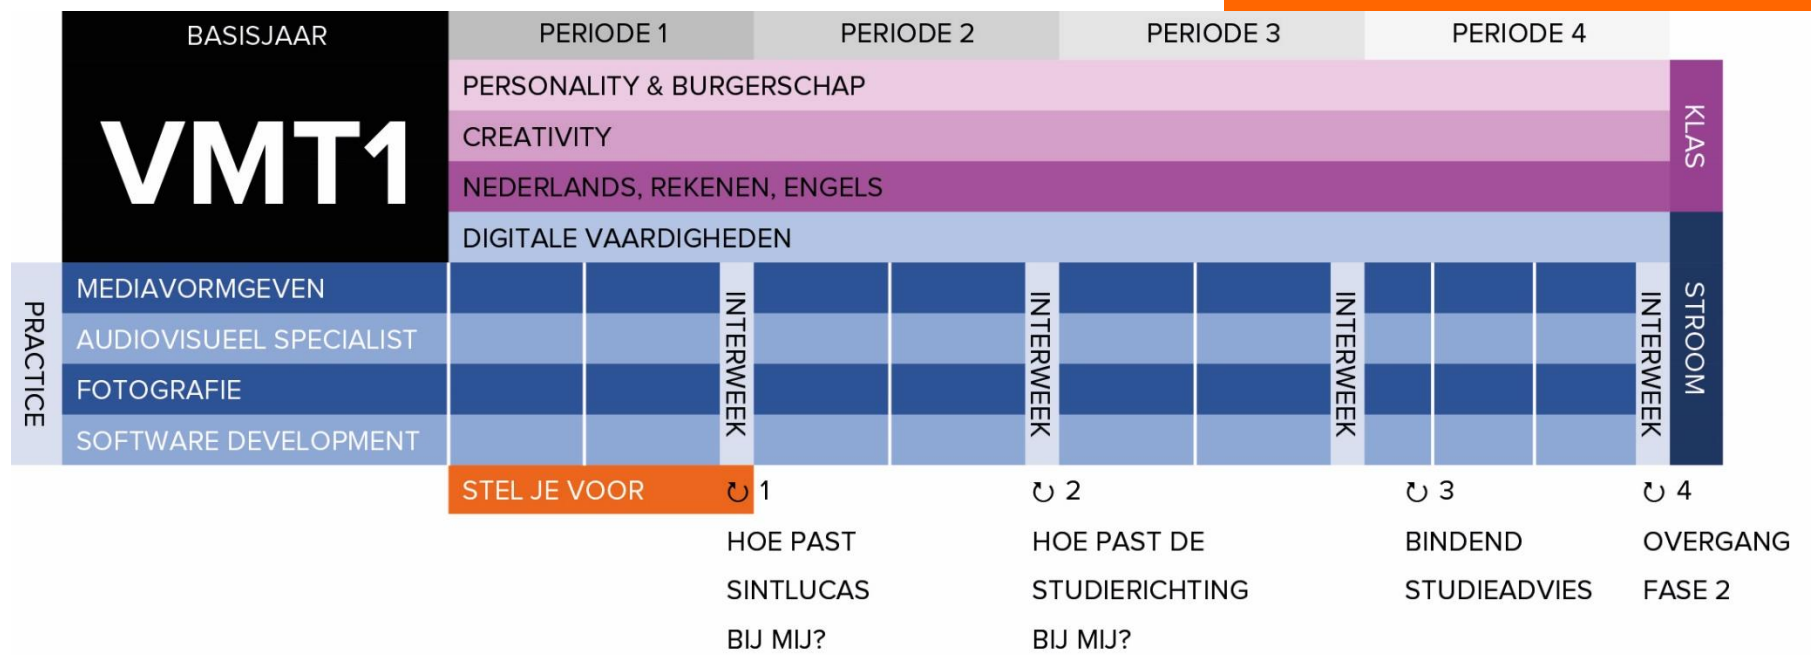 BASISJAAR
PERIODE 1
PERIODE 2
PERIODE 3
PERIODE 4
VMT1
PERSONALITY & BURGERSCHAP
CREATIVITY
NEDERLANDS, REKENEN, ENGELS
KLAS
DIGITALE VAARDIGHEDEN
PRACTICE
MEDIAVORMGEVEN
AUDIOVISUEEL SPECIALIST
FOTOGRAFIE
SOFTWARE DEVELOPMENT
INTERWEEK
INTERWEEK
INTERWEEK
INTERWEEK
STROOM
STEL JE VOOR
↻ 1
HOE PAST
SINTLUCAS
BIJ MIJ?
↻ 2
HOE PAST DE
STUDIERICHTING
BIJ MIJ?
↻ 3
BINDEND
STUDIEADVIES
↻ 4
OVERGANG
FASE 2